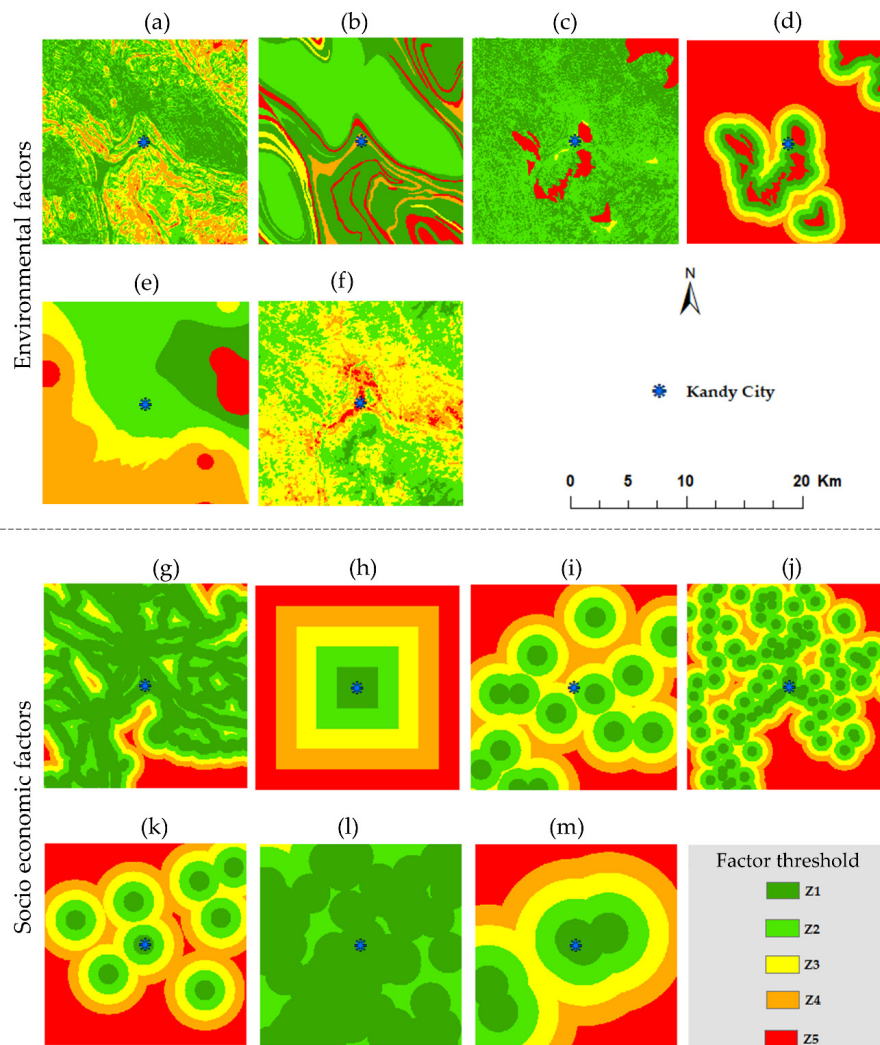 (a)
(b)
(c)
(d)
Environmental factors
(e)
(f)
N
Kandy City
0 5 10 20 Km
(g)
(h)
(i)
(j)
Socio economic factors
(k)
(l)
(m)
Factor threshold
Z1
Z2
Z3
Z4
Z5